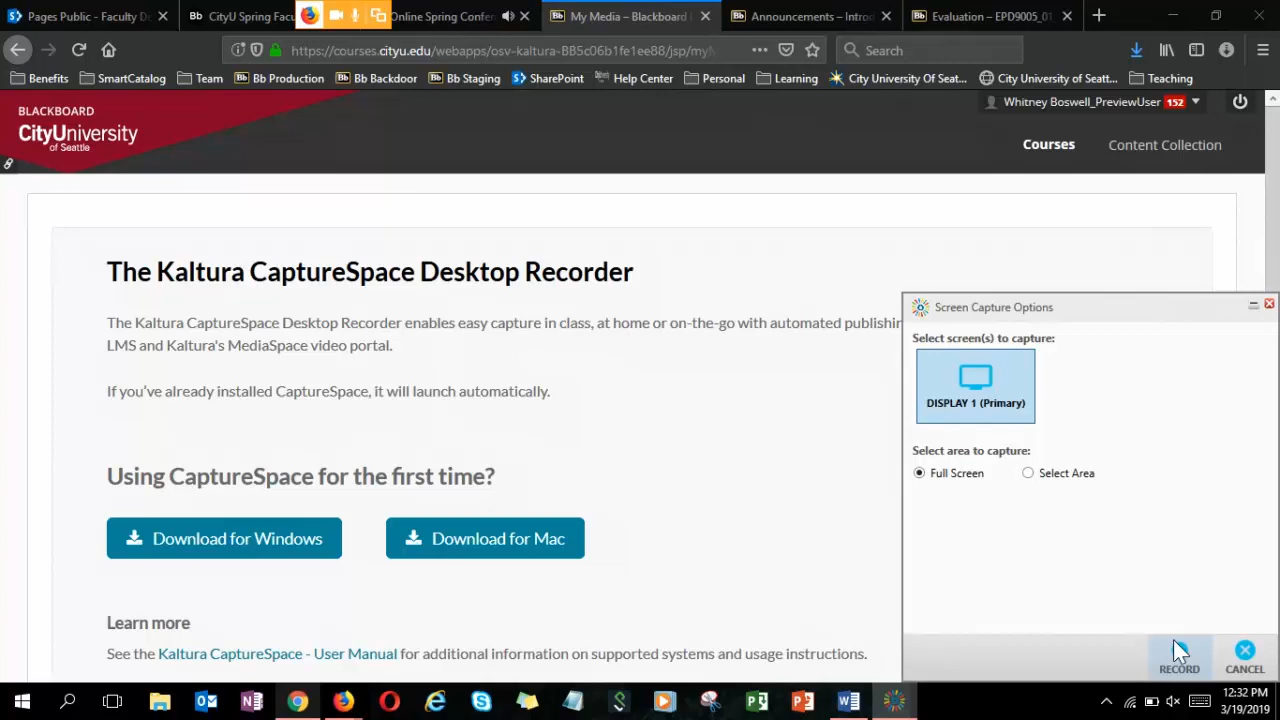 Pages Public - Faculty D
CityU Spring Facu
Online Spring Confer
My Media – Blackboard
Announcements – Introd
Evaluation – EPD9005_01
https://courses.cityu.edu/webapps/osv-kaltura-BB5c06b1fe1ee88/jsp/my
Search
Benefits
SmartCatalog
Team
Bb Production
Bb Backdoor
Bb Staging
SharePoint
Help Center
Personal
Learning
City University Of Seat...
City University of Seatt...
Teaching
BLACKBOARD
CityUniversity
of Seattle
Whitney Boswell_PreviewUser 152
Courses
Content Collection
The Kaltura CaptureSpace Desktop Recorder
The Kaltura CaptureSpace Desktop Recorder enables easy capture in class, at home or on-the-go with automated publishin
LMS and Kaltura's MediaSpace video portal.
If you've already installed CaptureSpace, it will launch automatically.
Using CaptureSpace for the first time?
Download for Windows
Download for Mac
Learn more
See the Kaltura CaptureSpace - User Manual for additional information on supported systems and usage instructions.
Screen Capture Options
Select screen(s) to capture:
DISPLAY 1 (Primary)
Select area to capture:
Full Screen
Select Area
RECORD
CANCEL
12:32 PM
3/19/2019